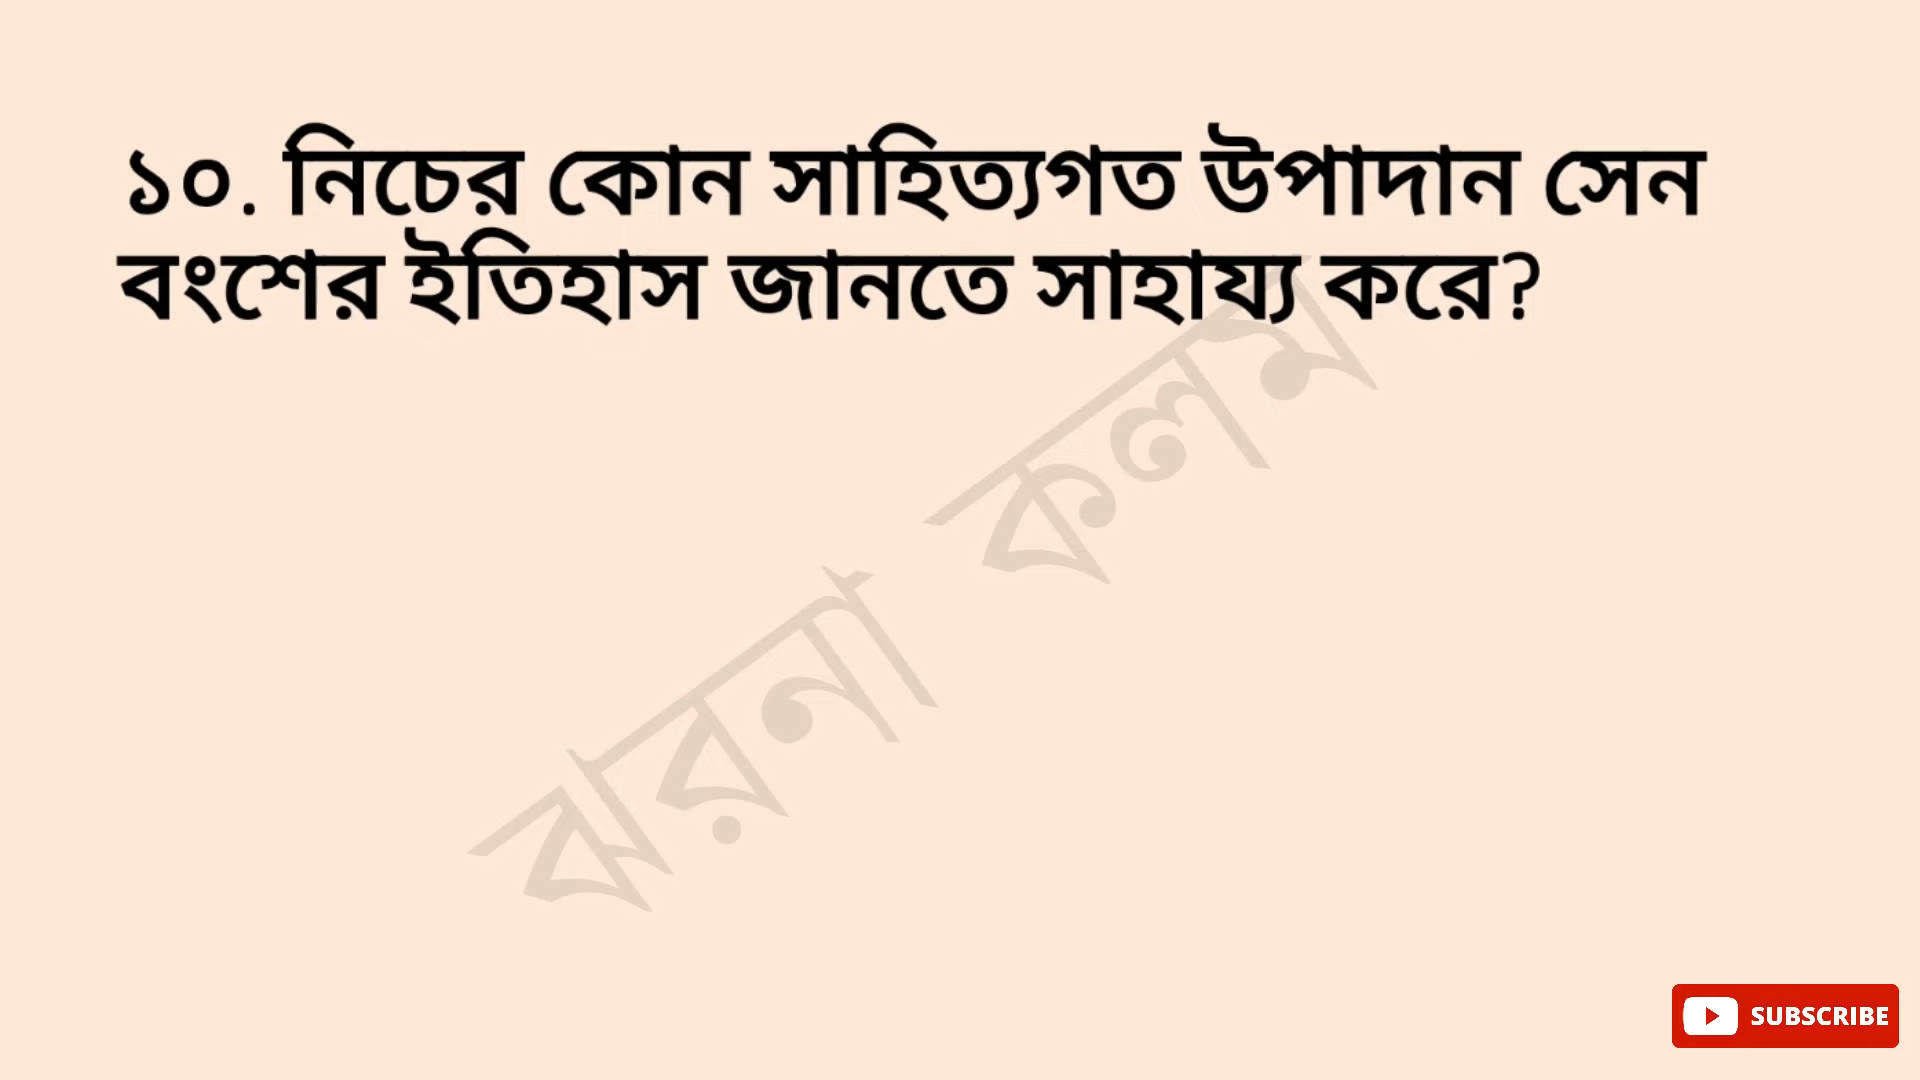 ১০. নিচের কোন সাহিত্যগত উপাদান সেন
বংশের ইতিহাস জানতে সাহায্য করে?
ঝরনা কলম
SUBSCRIBE